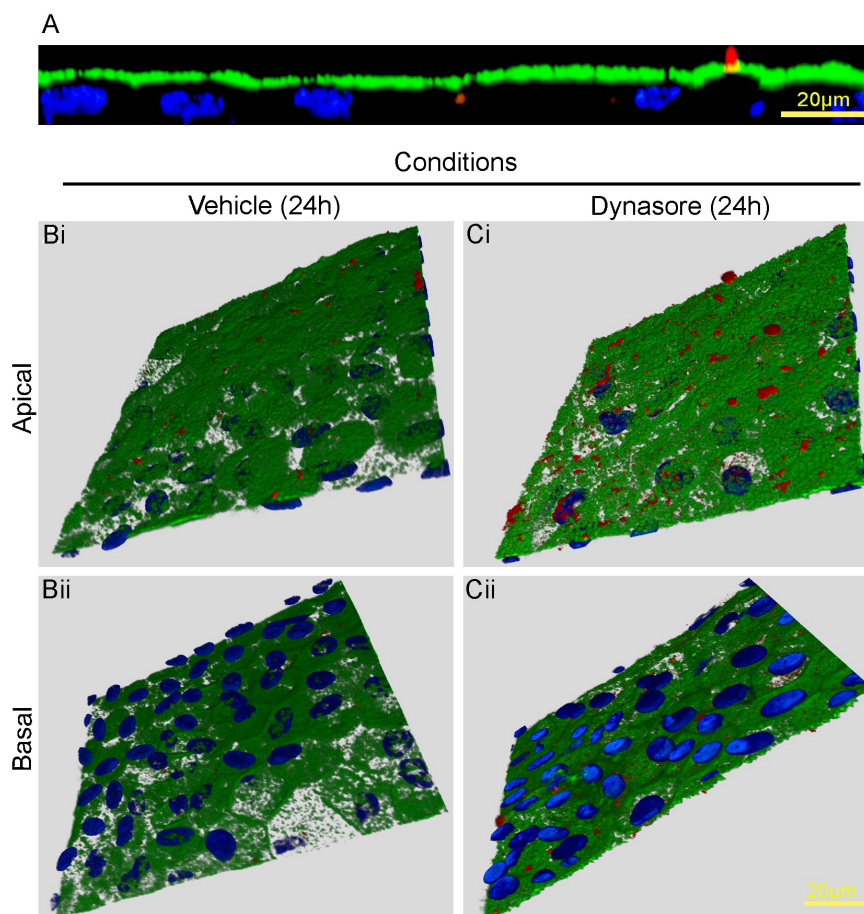 A
20µm
Conditions
Vehicle (24h) Dynasore (24h)
Bi Ci
Apical
Bii Cii
Basal
20µm